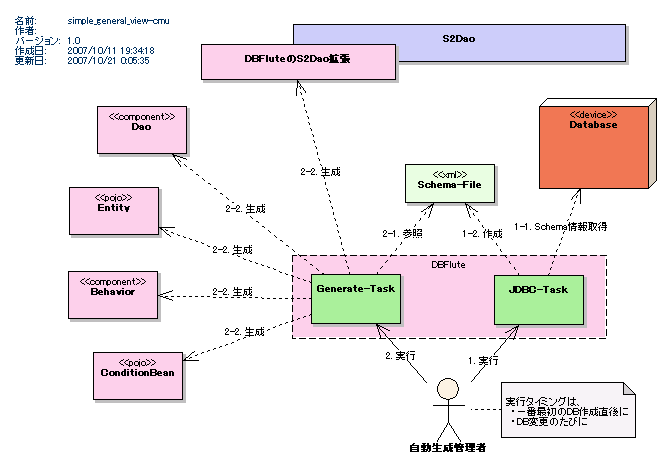 名前: simple_general_view-cmu
作者:
バージョン: 1.0
作成日: 2007/10/11 19:34:18
更新日: 2007/10/21 0:05:35
S2Dao
DBFluteのS2Dao拡張
<<component>>
Dao
<<device>>
Database
2-2. 生成
<<xml>>
Schema-File
<<pojo>>
Entity
2-2. 生成
1-1. Schema情報取得
2-1. 参照
1-2. 作成
2-2. 生成
DBFlute
<<component>>
Behavior
2-2. 生成
Generate-Task
JDBC-Task
2-2. 生成
<<pojo>>
ConditionBean
2. 実行
1. 実行
実行タイミングは、
・一番最初のDB作成直後に
・DB変更のたびに
自動生成管理者